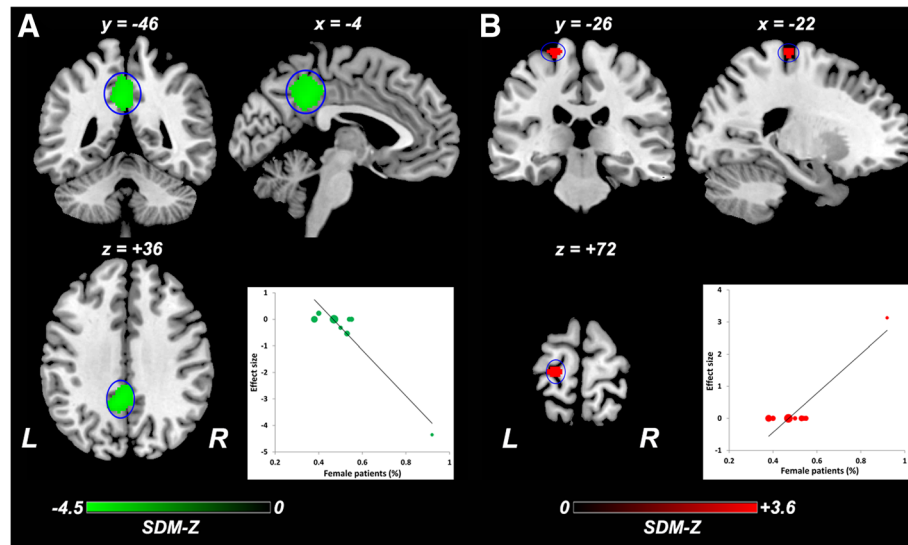 A
y = -46
x = -4
B
y = -26
x = -22
z = +36
z = +72
1
0
-1
-2
-3
-4
-5
Effect size
0.2
0.4
0.6
0.8
1
Female patients (%)
4
3
2
1
0
-1
Effect size
0.2
0.4
0.6
0.8
1
Female patients (%)
L
R
L
R
-4.5
0
SDM-Z
0
+3.6
SDM-Z